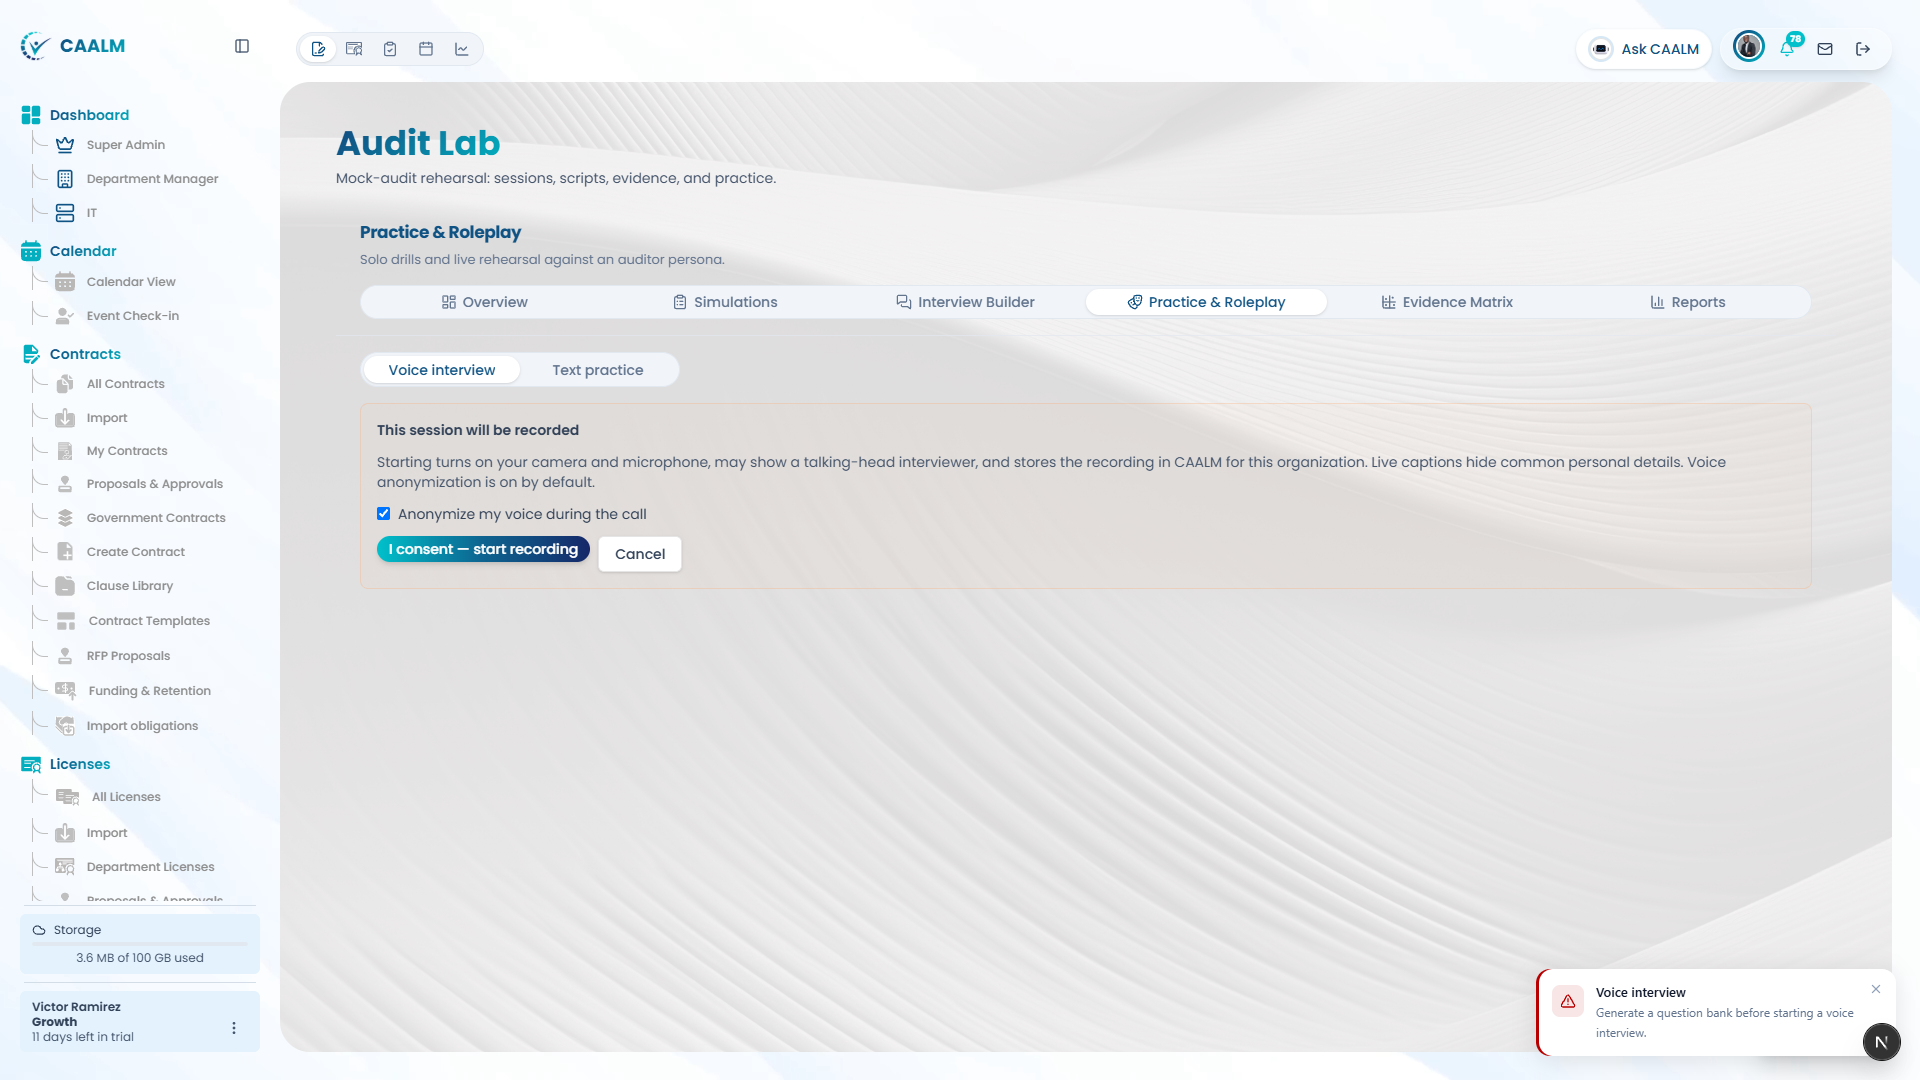 CAALM
Ask CAALM
78
Dashboard
Super Admin
Department Manager
IT
Calendar
Calendar View
Event Check-in
Contracts
All Contracts
Import
My Contracts
Proposals & Approvals
Government Contracts
Create Contract
Clause Library
Contract Templates
RFP Proposals
Funding & Retention
Import obligations
Licenses
All Licenses
Import
Department Licenses
Proposals & Approvals
Storage
3.6 MB of 100 GB used
Victor Ramirez
Growth
11 days left in trial
Audit Lab
Mock-audit rehearsal: sessions, scripts, evidence, and practice.
Practice & Roleplay
Solo drills and live rehearsal against an auditor persona.
Overview
Simulations
Interview Builder
Practice & Roleplay
Evidence Matrix
Reports
Voice interview
Text practice
This session will be recorded
Starting turns on your camera and microphone, may show a talking-head interviewer, and stores the recording in CAALM for this organization. Live captions hide common personal details. Voice
anonymization is on by default.
Anonymize my voice during the call
I consent — start recording
Cancel
Voice interview
Generate a question bank before starting a voice
interview.
N